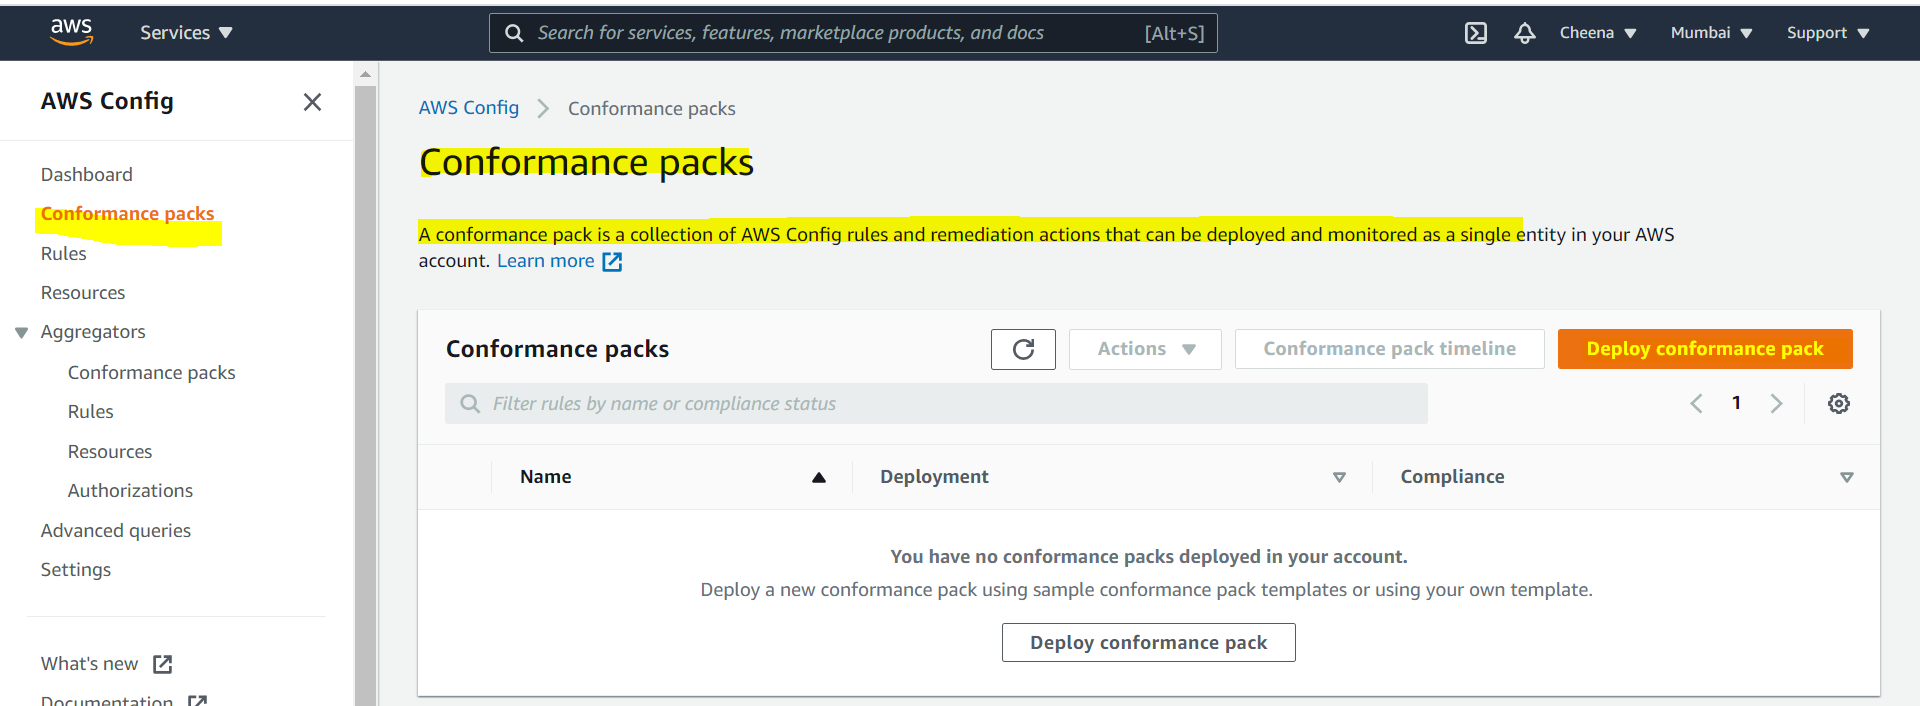 aws
Services
Search for services, features, marketplace products, and docs
[Alt+S]
Cheena
Mumbai
Support
AWS Config
Dashboard
Conformance packs
Rules
Resources
Aggregators
Conformance packs
Rules
Resources
Authorizations
Advanced queries
Settings
What's new
Documentation
AWS Config
Conformance packs
Conformance packs
A conformance pack is a collection of AWS Config rules and remediation actions that can be deployed and monitored as a single entity in your AWS
account. Learn more
Conformance packs
Actions
Conformance pack timeline
Deploy conformance pack
Filter rules by name or compliance status
1
Name
Deployment
Compliance
You have no conformance packs deployed in your account.
Deploy a new conformance pack using sample conformance pack templates or using your own template.
Deploy conformance pack